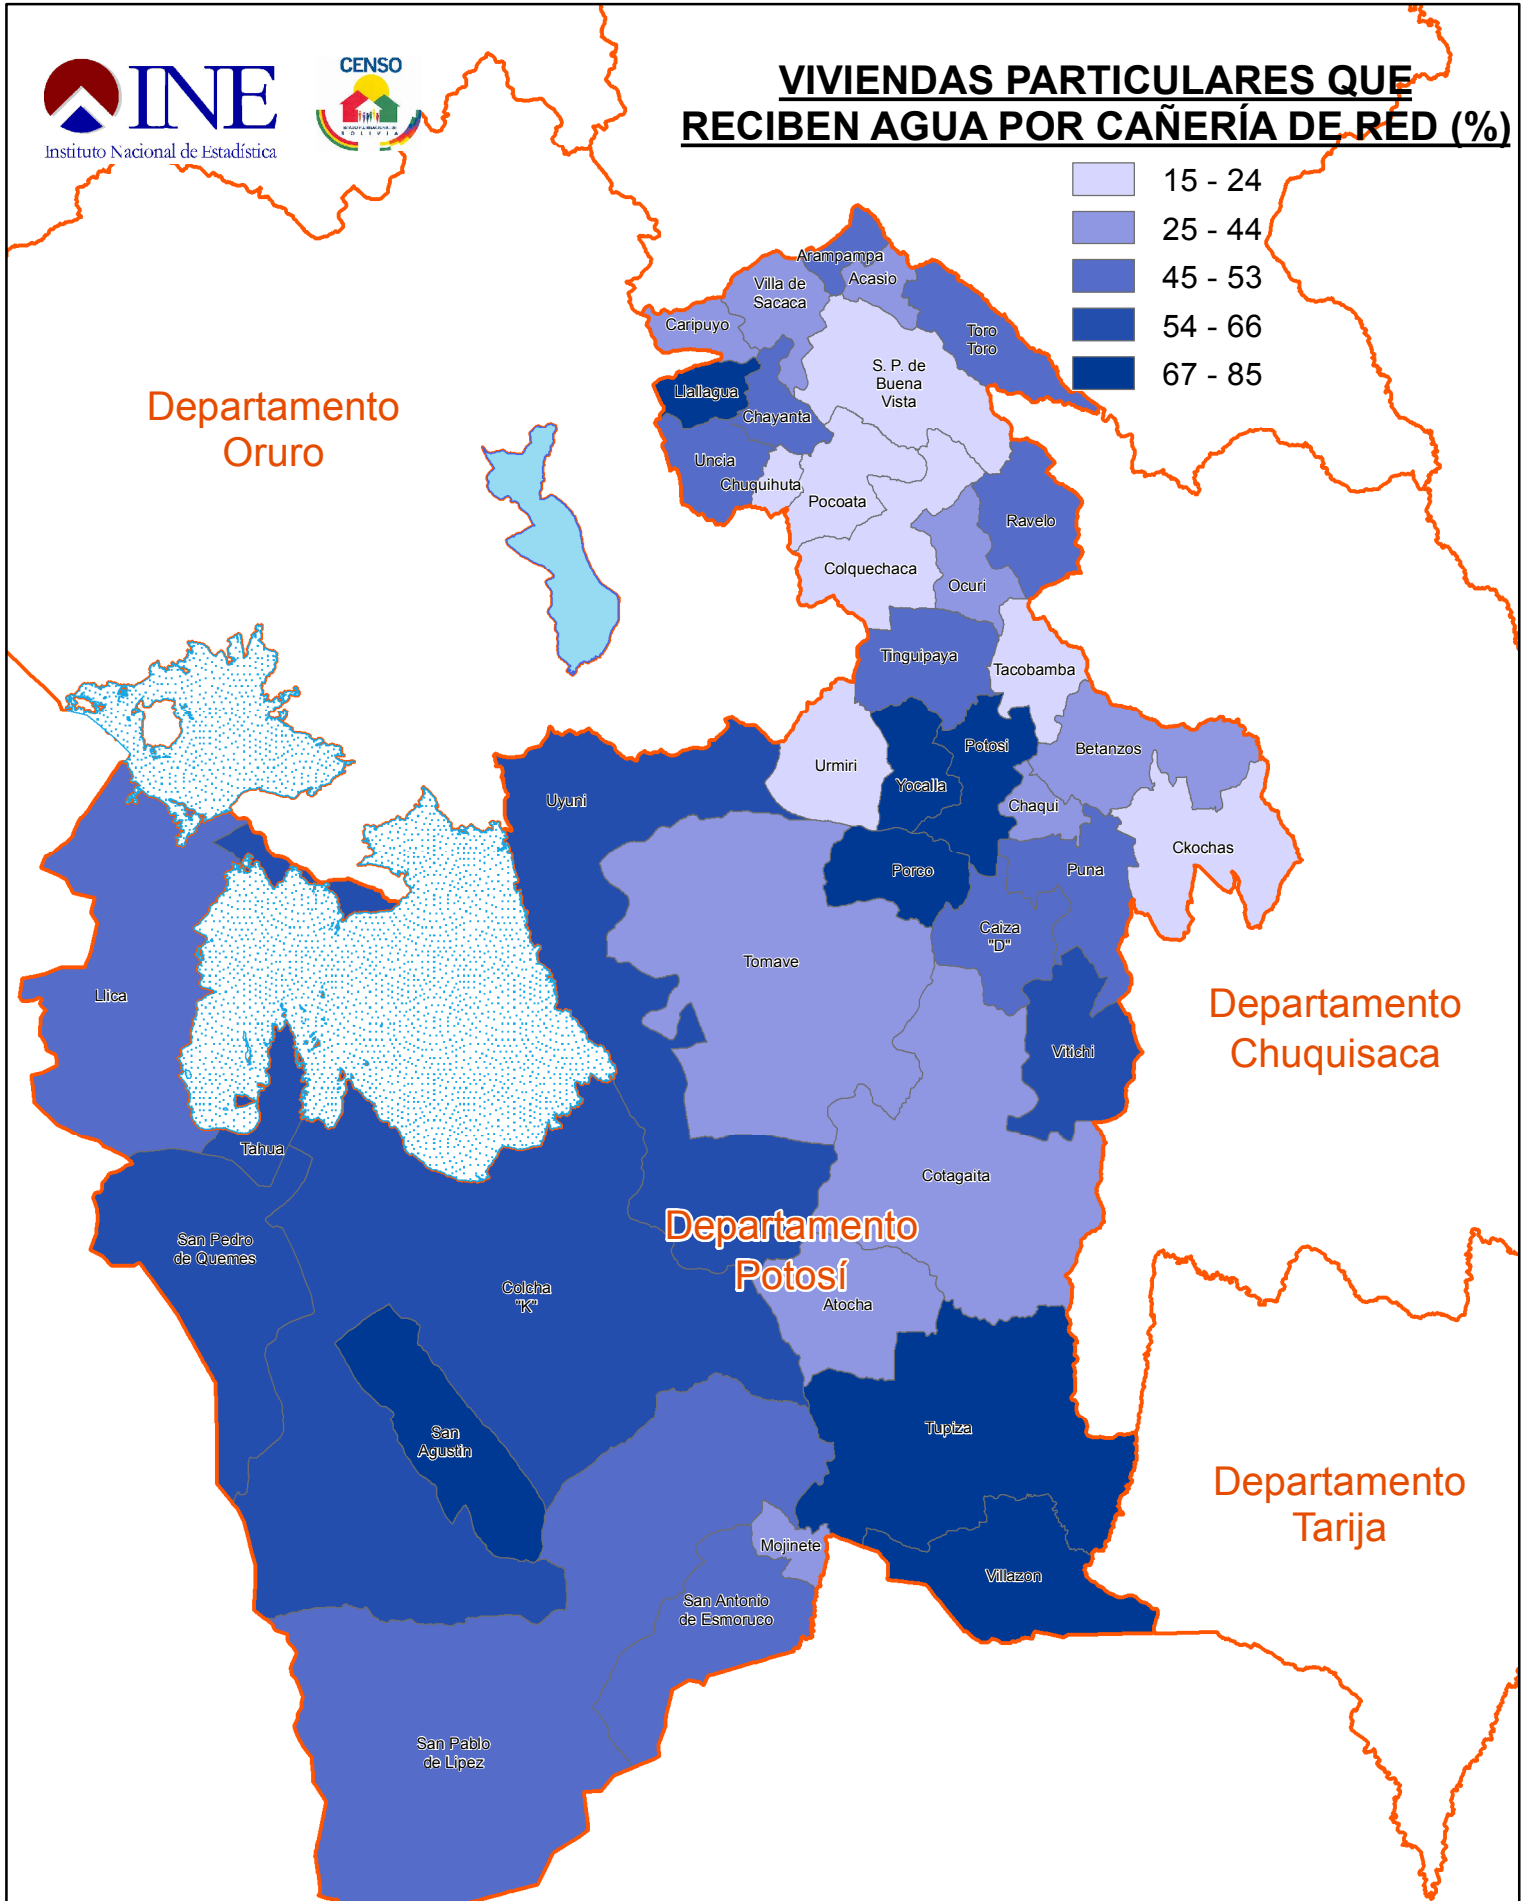 INE
Instituto Nacional de Estadística
CENSO
BOLIVIA
VIVIENDAS PARTICULARES QUE
RECIBEN AGUA POR CAÑERÍA DE RED (%)
15 - 24
25 - 44
45 - 53
54 - 66
67 - 85
Arampampa
Acasio
Villa de
Sacaca
Caripuyo
Toro
Toro
S. P. de
Buena
Vista
Llallagua
Chayanta
Uncia
Chuquihuta
Pocoata
Ravelo
Colquechaca
Ocuri
Departamento
Oruro
Tinguipaya
Tacobamba
Potosi
Betanzos
Urmiri
Yocalla
Uyuni
Chaqui
Ckochas
Porco
Puna
Caiza
"D"
Tomave
Llica
Vitichi
Departamento
Chuquisaca
Tahua
Cotagaita
San Pedro
de Quemes
Departamento
Potosí
Colcha
"K"
Atocha
San
Agustin
Tupiza
Departamento
Tarija
Mojinete
Villazon
San Antonio
de Esmoruco
San Pablo
de Lipez